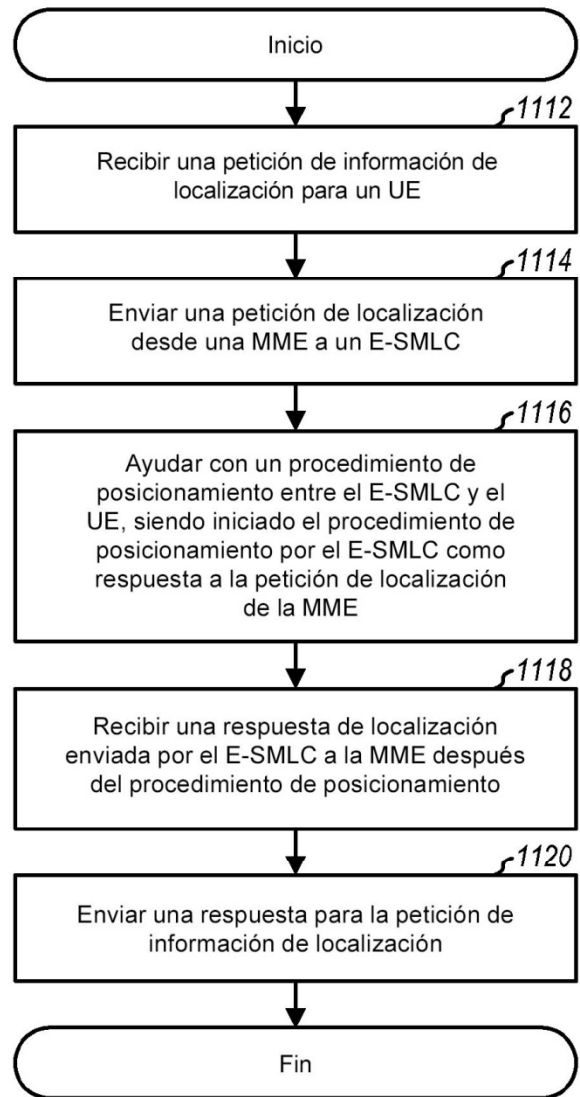 Inicio
1112
Recibir una petición de información de
localización para un UE
1114
Enviar una petición de localización
desde una MME a un E-SMLC
1116
Ayudar con un procedimiento de
posicionamiento entre el E-SMLC y el
UE, siendo iniciado el procedimiento de
posicionamiento por el E-SMLC como
respuesta a la petición de localización
de la MME
1118
Recibir una respuesta de localización
enviada por el E-SMLC a la MME después
del procedimiento de posicionamiento
1120
Enviar una respuesta para la petición de
información de localización
Fin